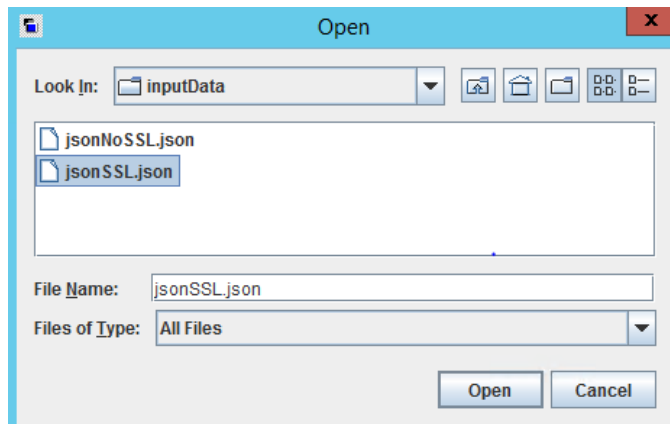 Open
x
Look In: inputData
jsonNoSSL.json
jsonSSL.json
File Name: jsonSSL.json
Files of Type: All Files
Open Cancel